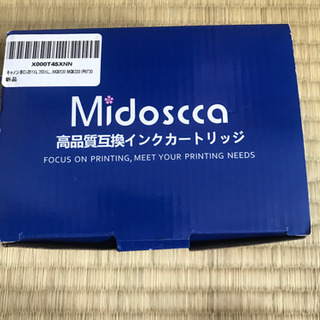 X000T4SXNN
新品
Midoscca
高品質互換インクカートリッジ
FOCUS ON PRINTING, MEET YOUR PRINTING NEEDS